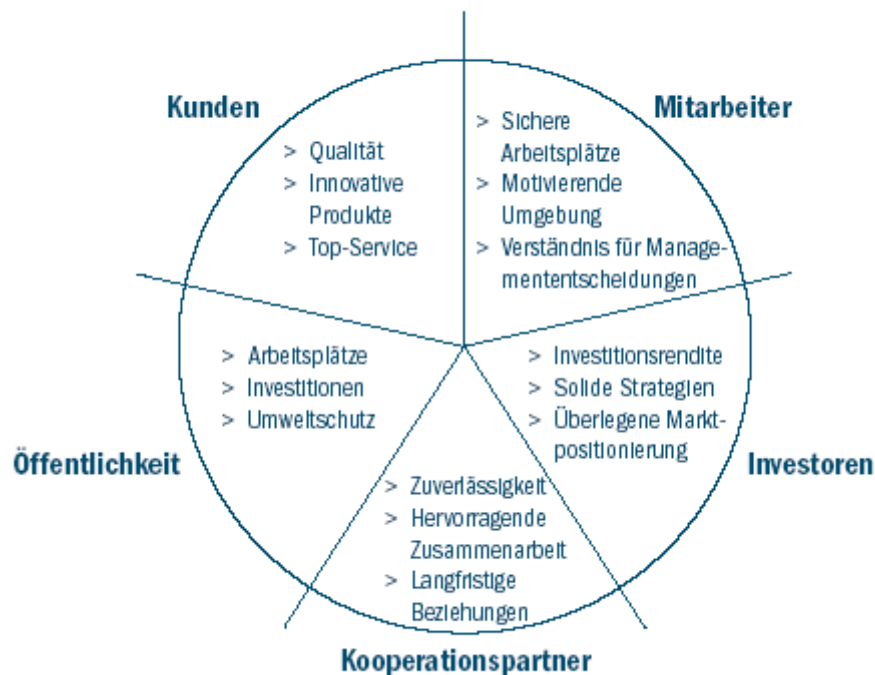 Kunden
> Qualität
> Innovative
Produkte
> Top-Service
Mitarbeiter
> Sichere
Arbeitsplätze
> Motivierende
Umgebung
> Verständnis für Manage-
mententscheidungen
Öffentlichkeit
> Arbeitsplätze
> Investitionen
> Umweltschutz
> Investitionsrendite
> Solide Strategien
> Überlegene Markt-
positionierung
Investoren
> Zuverlässigkeit
> Hervorragende
Zusammenarbeit
> Langfristige
Beziehungen
Kooperationspartner